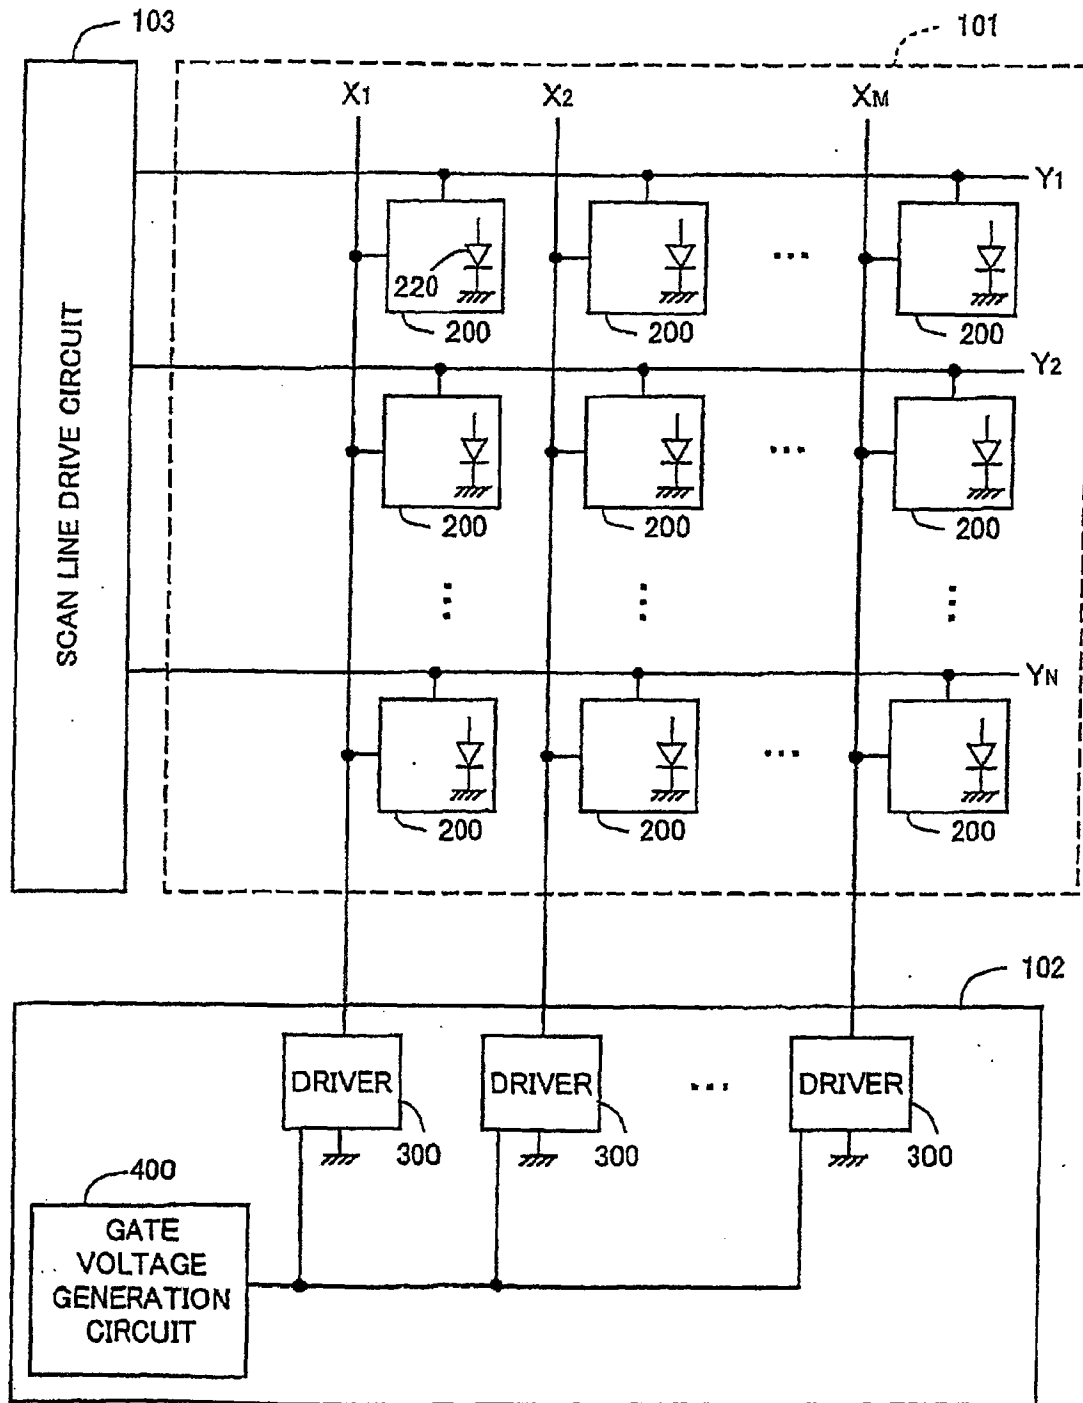 103
101
X1 X2 XM
Y1
220
200 200 200
Y2
SCAN LINE DRIVE CIRCUIT
200 200 200
YN
200 200 200
102
DRIVER DRIVER ... DRIVER
300 300 300
400
GATE
VOLTAGE
GENERATION
CIRCUIT